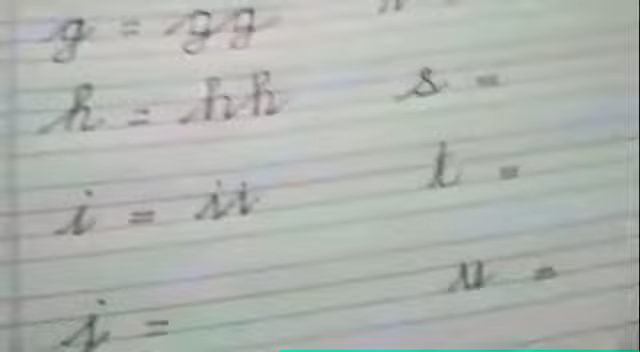 g = gg
h = hh
i = ii
j =
s =
t =
u =